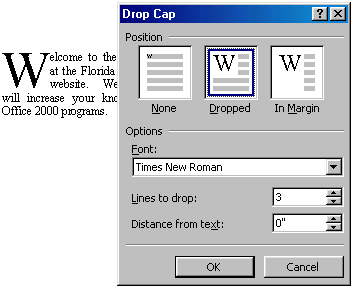 Welcome to the
at the Florida
website. We
will increase your kno
Office 2000 programs.
Drop Cap
Position
W
W
W
None
Dropped
In Margin
Options
Font:
Times New Roman
Lines to drop:
3
Distance from text:
0"
OK
Cancel